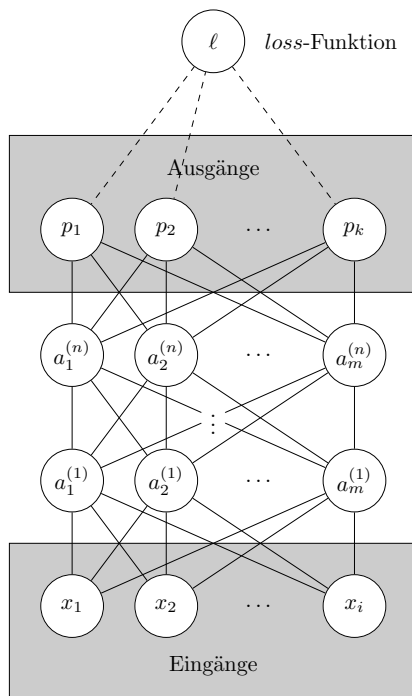 ℓ loss-Funktion
Ausgänge
p₁ p₂ ⋯ pₖ
a₁⁽ⁿ⁾ a₂⁽ⁿ⁾ ⋯ aₘ⁽ⁿ⁾
⋮
a₁⁽¹⁾ a₂⁽¹⁾ ⋯ aₘ⁽¹⁾
x₁ x₂ ⋯ xᵢ
Eingänge